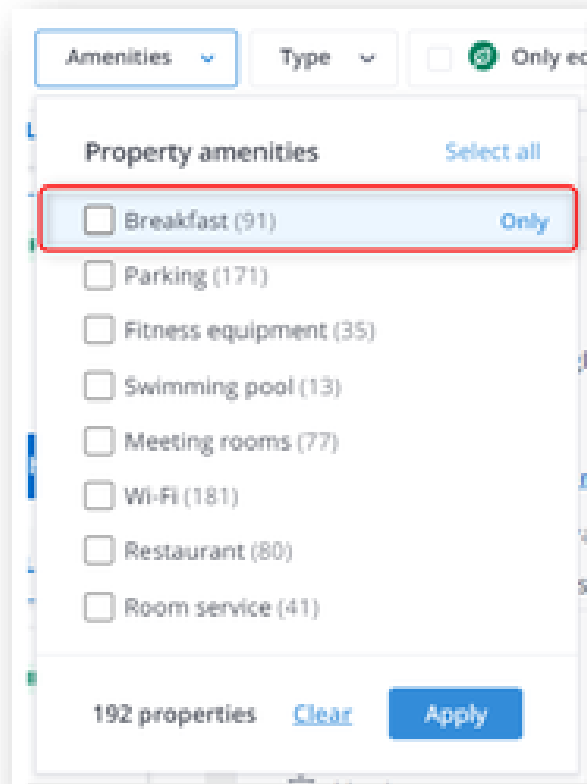 Amenities Type Only
Property amenities Select all
Breakfast (91) Only
Parking (171)
Fitness equipment (35)
Swimming pool (13)
Meeting rooms (77)
Wi-Fi (181)
Restaurant (80)
Room service (41)
192 properties Clear Apply